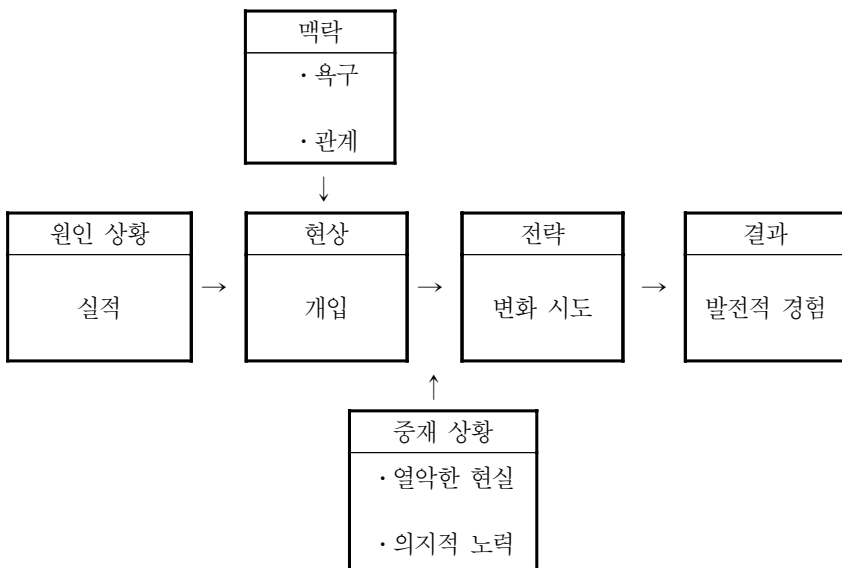 맥락
· 욕구
· 관계
↓
원인 상황
실적
→
현상
개입
→
전략
변화 시도
→
결과
발전적 경험
↑
중재 상황
· 열악한 현실
· 의지적 노력